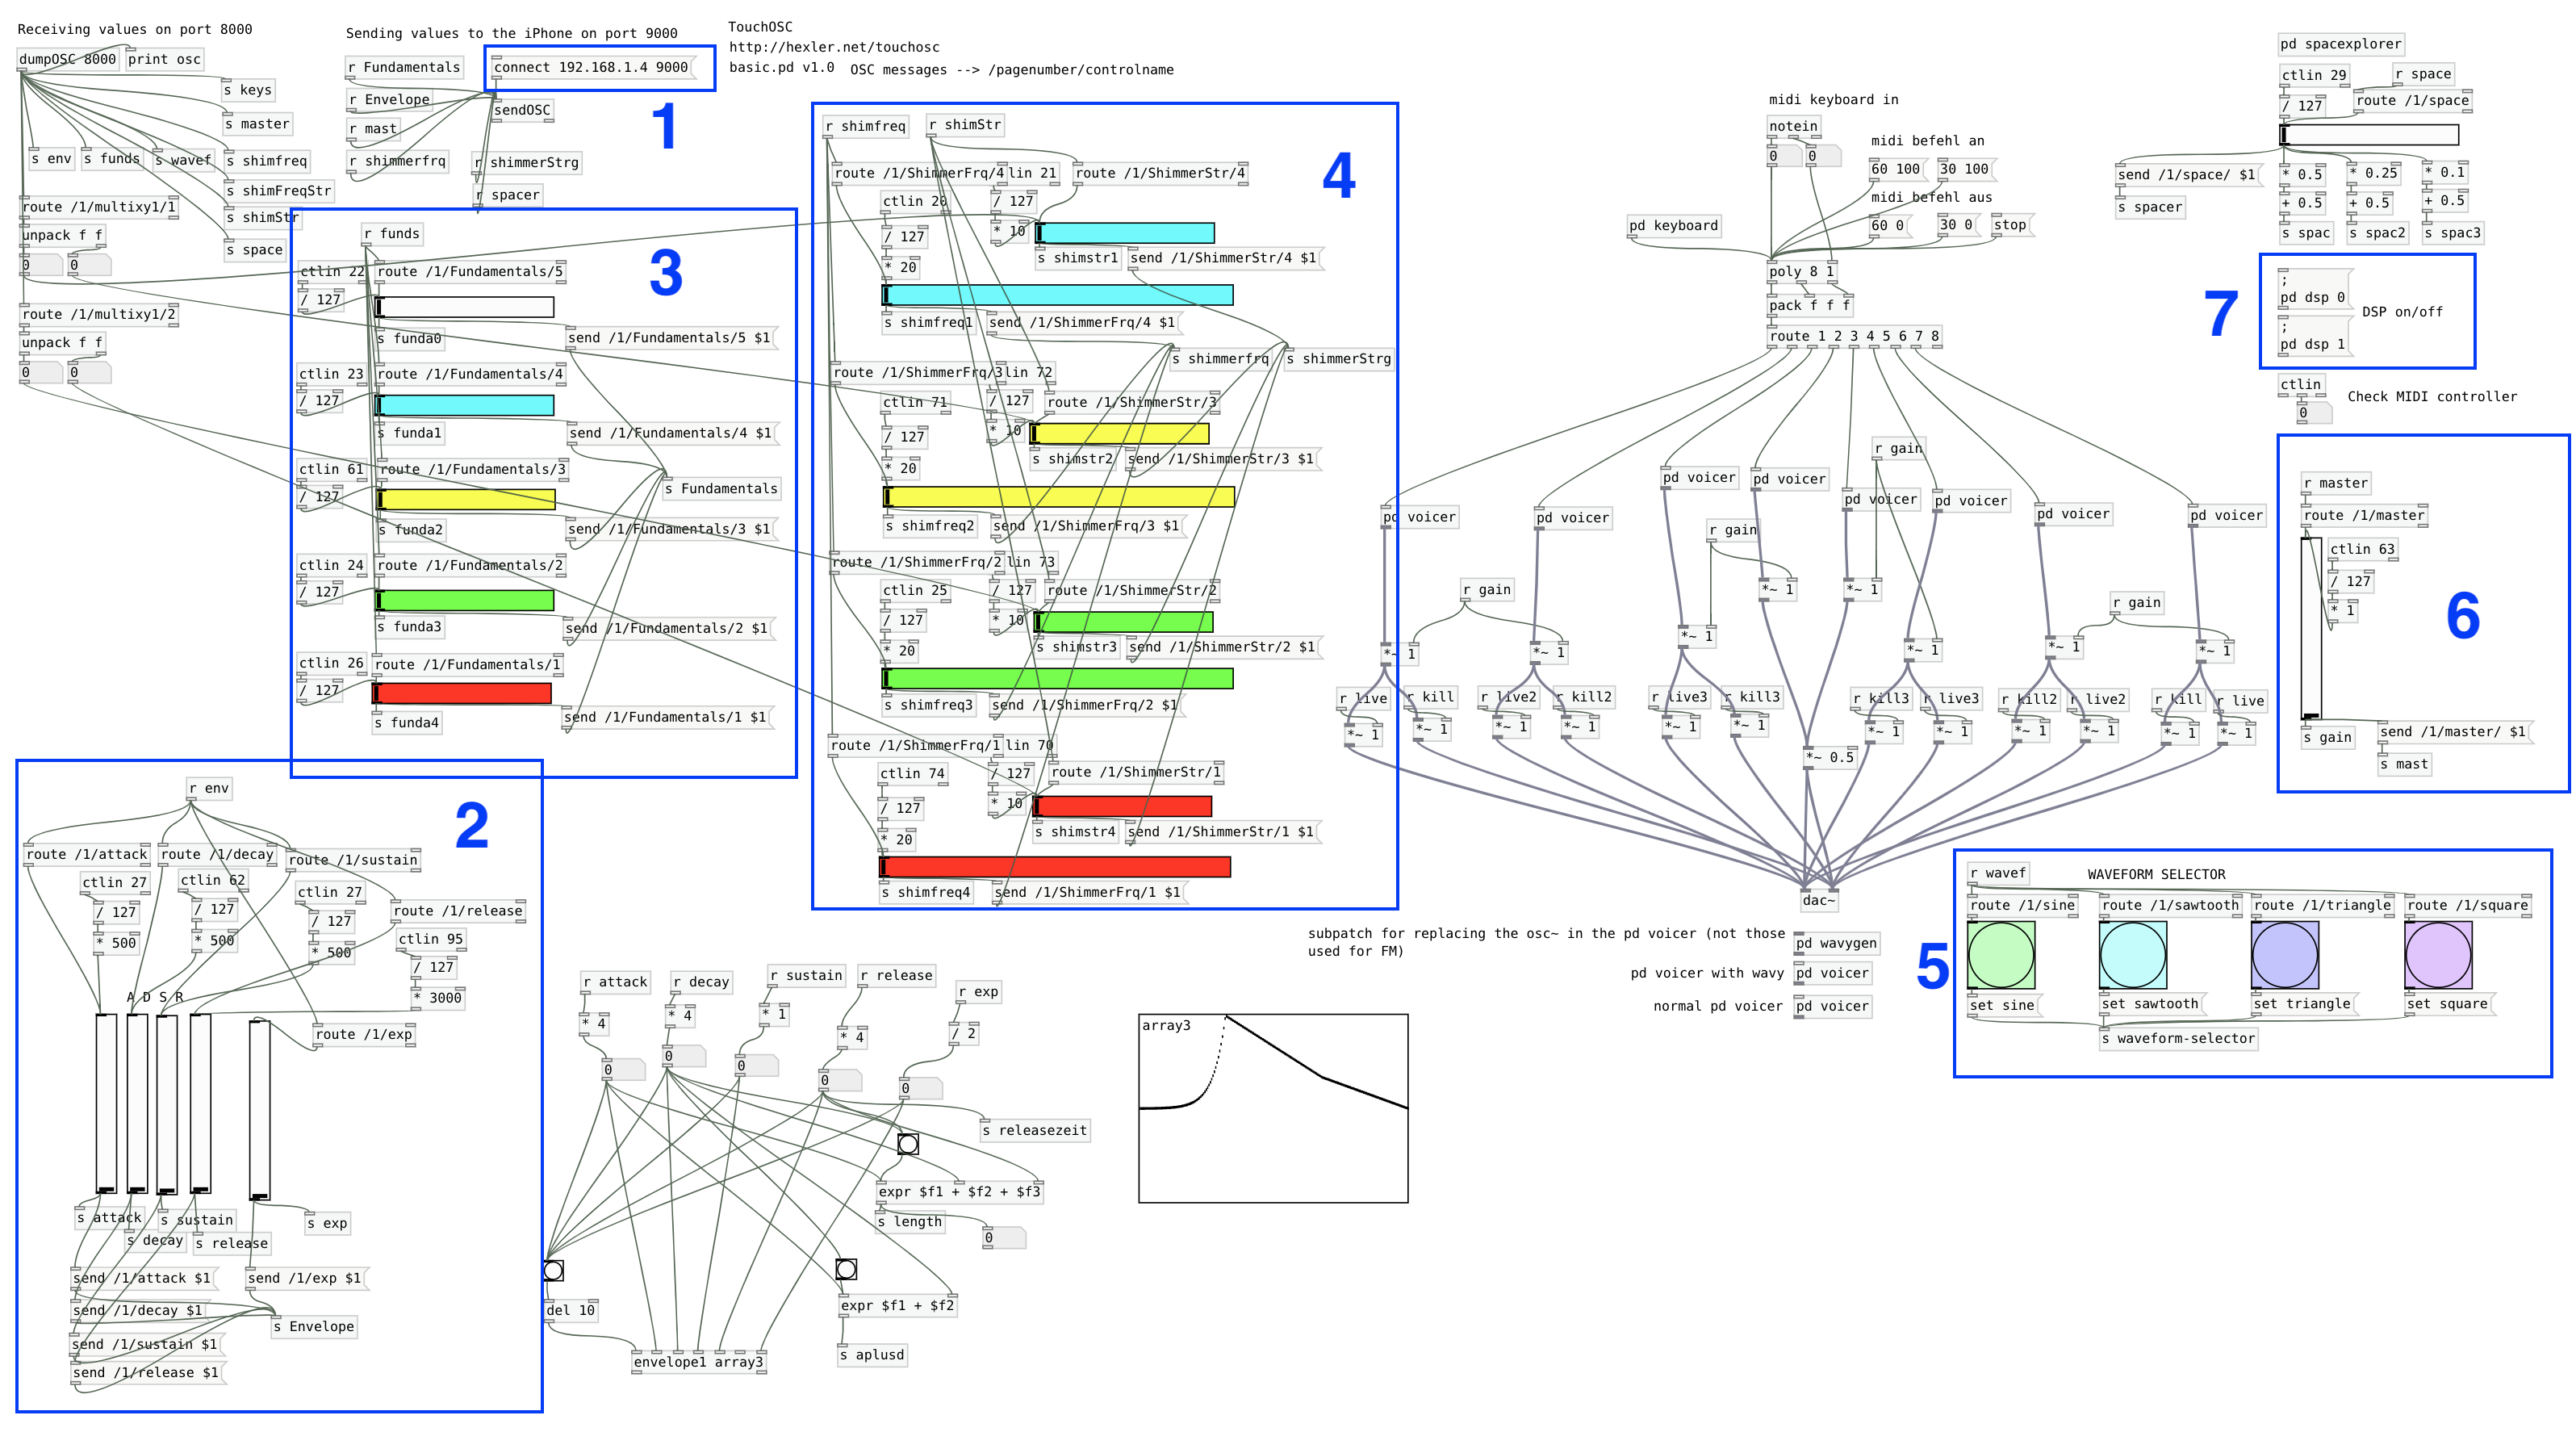 Receiving values on port 8000
dumpOSC 8000
print osc
s keys
s master
s env
s funds
s wavef
s shimfreq
s shimFreqStr
s shimStr
s space
route /1/multixy1/1
unpack f f
0
0
route /1/multixy1/2
unpack f f
0
0
Sending values to the iPhone on port 9000
r Fundamentals
connect 192.168.1.4 9000
r Envelope
sendOSC
r mast
r shimmerfrq
r shimmerStrg
r spacer
1
TouchOSC
http://hexler.net/touchosc
basic.pd v1.0
OSC messages --> /pagenumber/controlname
3
r funds
ctlin 22
route /1/Fundamentals/5
/ 127
s funda0
send /1/Fundamentals/5 $1
ctlin 23
route /1/Fundamentals/4
/ 127
s funda1
send /1/Fundamentals/4 $1
ctlin 61
route /1/Fundamentals/3
/ 127
s Fundamentals
s funda2
send /1/Fundamentals/3 $1
ctlin 24
route /1/Fundamentals/2
/ 127
s funda3
send /1/Fundamentals/2 $1
ctlin 26
route /1/Fundamentals/1
/ 127
s funda4
send /1/Fundamentals/1 $1
4
r shimfreq
r shimStr
route /1/ShimmerFrq/4
lin 21
route /1/ShimmerStr/4
ctlin 20
/ 127
/ 127
* 10
* 20
s shimstr1
send /1/ShimmerStr/4 $1
s shimfreq1
send /1/ShimmerFrq/4 $1
s shimmerfrq
s shimmerStrg
route /1/ShimmerFrq/3
lin 72
ctlin 71
/ 127
route /1/ShimmerStr/3
/ 127
* 10
* 20
s shimstr2
send /1/ShimmerStr/3 $1
s shimfreq2
send /1/ShimmerFrq/3 $1
route /1/ShimmerFrq/2
lin 73
ctlin 25
/ 127
route /1/ShimmerStr/2
/ 127
* 10
* 20
s shimstr3
send /1/ShimmerStr/2 $1
s shimfreq3
send /1/ShimmerFrq/2 $1
route /1/ShimmerFrq/1
lin 70
ctlin 74
/ 127
route /1/ShimmerStr/1
/ 127
* 10
* 20
s shimstr4
send /1/ShimmerStr/1 $1
s shimfreq4
send /1/ShimmerFrq/1 $1
2
r env
route /1/attack
route /1/decay
route /1/sustain
ctlin 27
ctlin 62
ctlin 27
route /1/release
/ 127
/ 127
/ 127
ctlin 95
* 500
* 500
* 500
/ 127
* 3000
A D S R
route /1/exp
s attack
s sustain
s exp
s decay
s release
send /1/attack $1
send /1/exp $1
send /1/decay $1
s Envelope
send /1/sustain $1
send /1/release $1
r attack
r decay
r sustain
r release
r exp
* 4
* 4
* 1
* 4
/ 2
0
0
0
0
0
s releasezeit
expr $f1 + $f2 + $f3
s length
0
del 10
expr $f1 + $f2
s aplusd
envelope1 array3
array3
midi keyboard in
notein
0
0
midi befehl an
60 100
30 100
midi befehl aus
60 0
30 0
stop
pd keyboard
poly 8 1
pack f f f
route 1 2 3 4 5 6 7 8
pd voicer
pd voicer
pd voicer
pd voicer
pd voicer
pd voicer
pd voicer
pd voicer
r gain
r gain
r gain
r gain
*~ 1
*~ 1
*~ 1
*~ 1
*~ 1
*~ 1
*~ 1
*~ 1
r live
r kill
r live2
r kill2
r live3
r kill3
r kill3
r live3
r kill2
r live2
r kill
r live
*~ 1
*~ 1
*~ 1
*~ 1
*~ 1
*~ 1
*~ 1
*~ 1
*~ 1
*~ 1
*~ 1
*~ 1
*~ 0.5
dac~
subpatch for replacing the osc~ in the pd voicer (not those
used for FM)
pd wavygen
pd voicer with wavy
pd voicer
normal pd voicer
pd voicer
pd spacexplorer
ctlin 29
r space
/ 127
route /1/space
send /1/space/ $1
s spacer
* 0.5
* 0.25
* 0.1
+ 0.5
+ 0.5
+ 0.5
s spac
s spac2
s spac3
7
;
pd dsp 0
;
pd dsp 1
DSP on/off
ctlin
0
Check MIDI controller
6
r master
route /1/master
ctlin 63
/ 127
* 1
s gain
send /1/master/ $1
s mast
5
r wavef
WAVEFORM SELECTOR
route /1/sine
route /1/sawtooth
route /1/triangle
route /1/square
set sine
set sawtooth
set triangle
set square
s waveform-selector